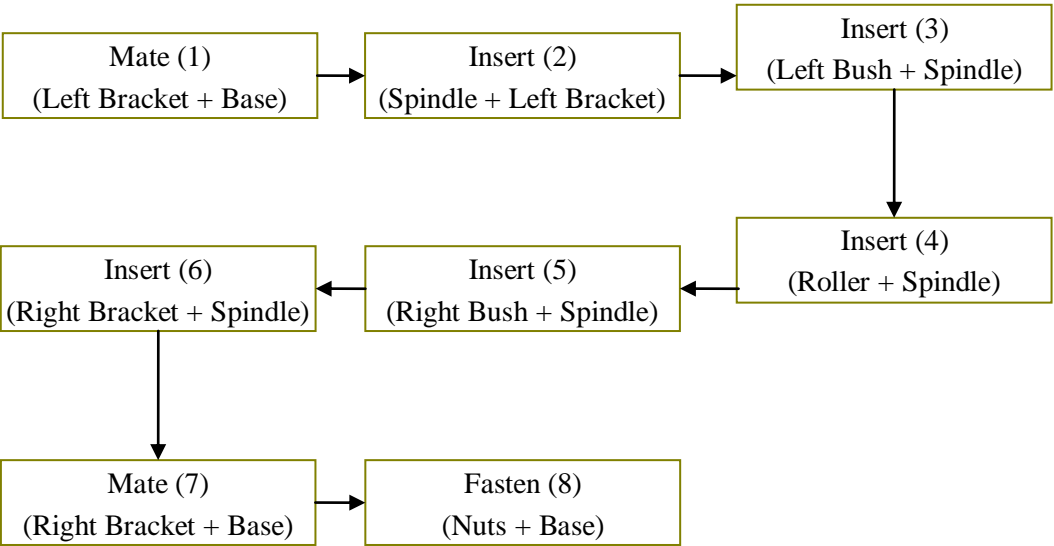 Mate (1)
(Left Bracket + Base)
Insert (2)
(Spindle + Left Bracket)
Insert (3)
(Left Bush + Spindle)
Insert (4)
(Roller + Spindle)
Insert (5)
(Right Bush + Spindle)
Insert (6)
(Right Bracket + Spindle)
Mate (7)
(Right Bracket + Base)
Fasten (8)
(Nuts + Base)